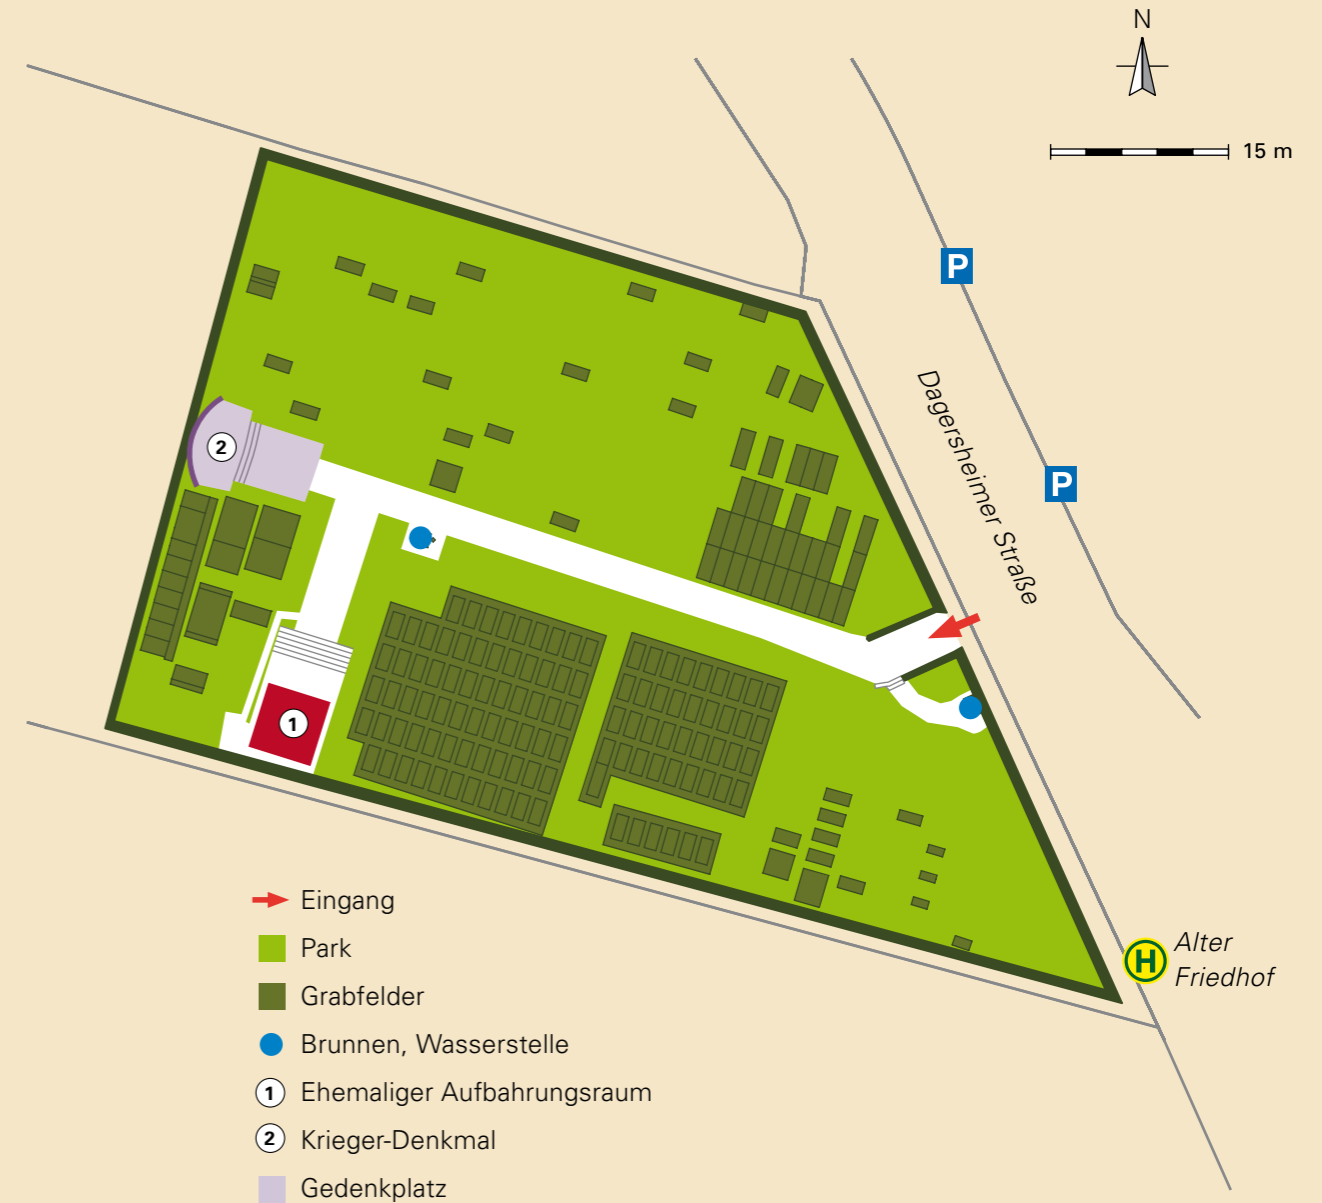 N
15 m
P
Dagersheimer Straße
P
2
1
H
Alter
Friedhof
Eingang
Park
Grabfelder
Brunnen, Wasserstelle
1 Ehemaliger Aufbahrungsraum
2 Krieger-Denkmal
Gedenkplatz